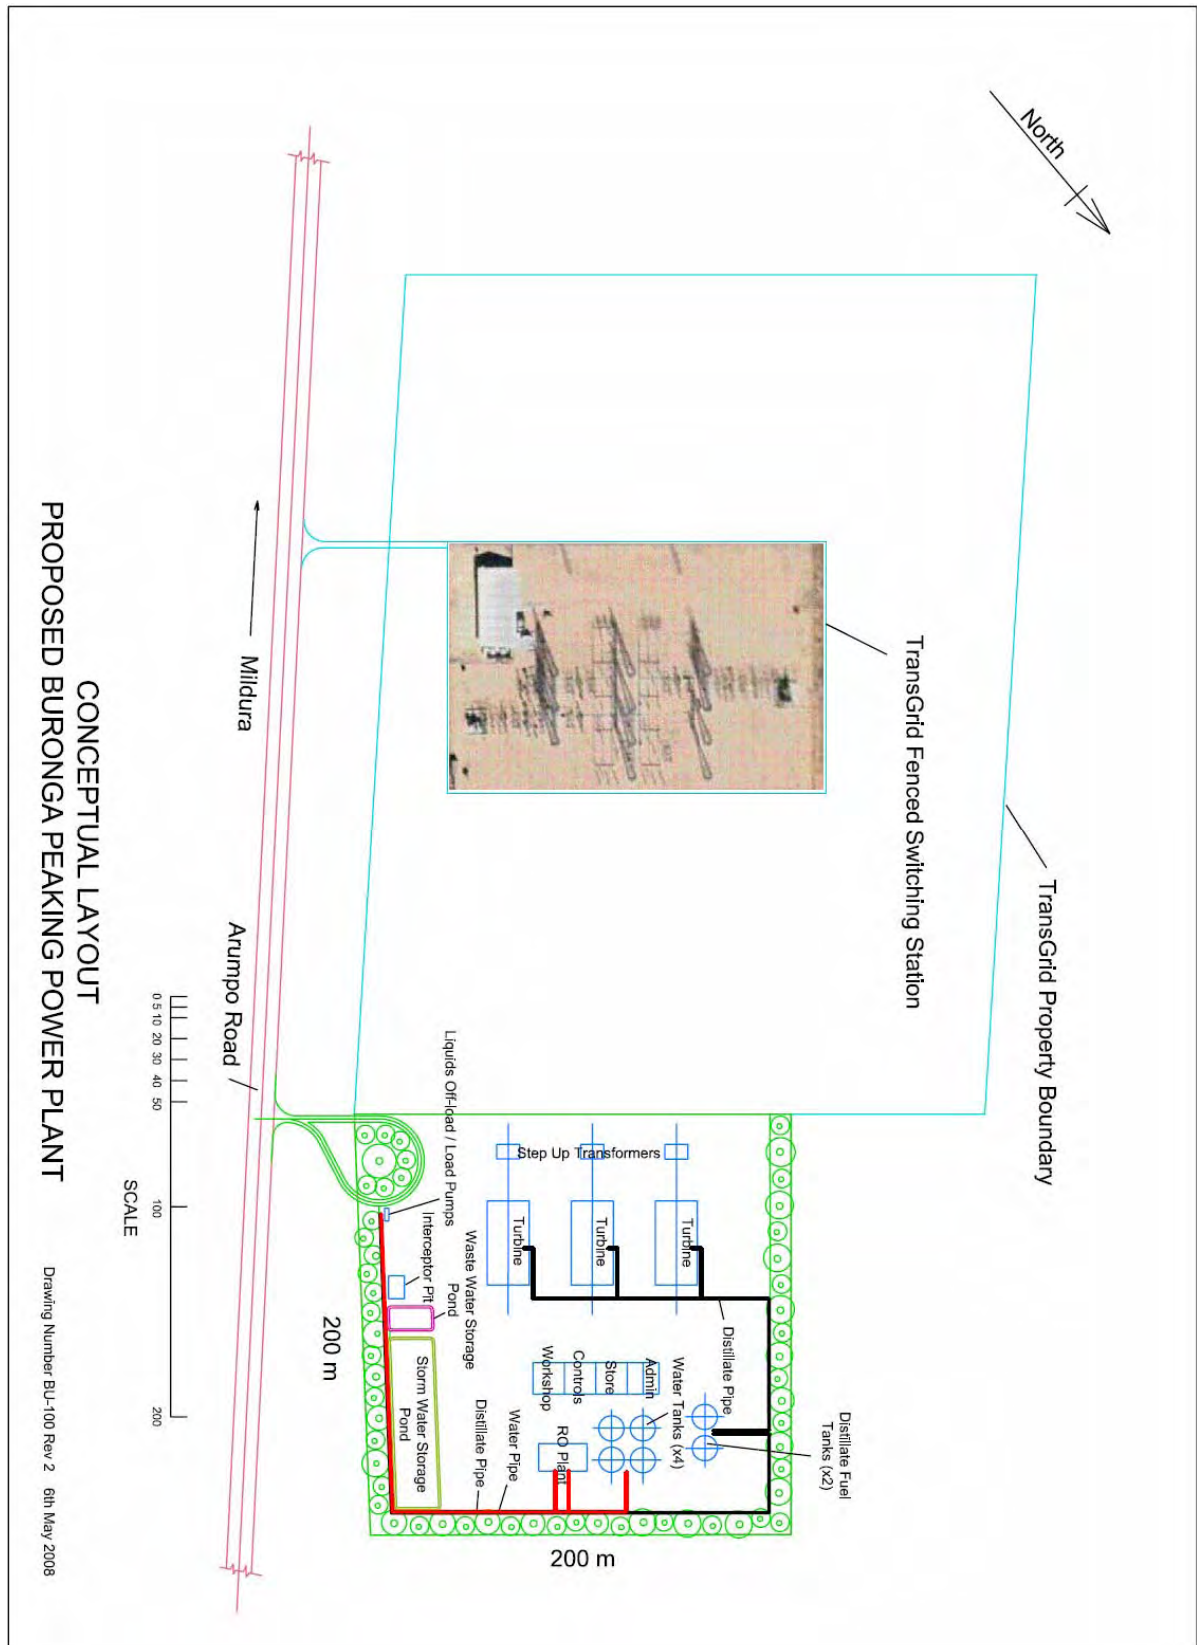 North
TransGrid Property Boundary
TransGrid Fenced Switching Station
Mildura
Arumpo Road
Liquids Off-load / Load Pumps
Interceptor Pit
Waste Water Storage
Pond
Storm Water Storage
Pond
Step Up Transformers
Turbine
Turbine
Turbine
Distillate Pipe
Admin
Store
Controls
Workshop
Water Tanks (x4)
Distillate Fuel
Tanks (x2)
RO Plant
Water Pipe
Distillate Pipe
200 m
200 m
0 5 10 20 30 40 50 100 200
SCALE
CONCEPTUAL LAYOUT
PROPOSED BURONGA PEAKING POWER PLANT
Drawing Number BU-100 Rev 2 6th May 2008